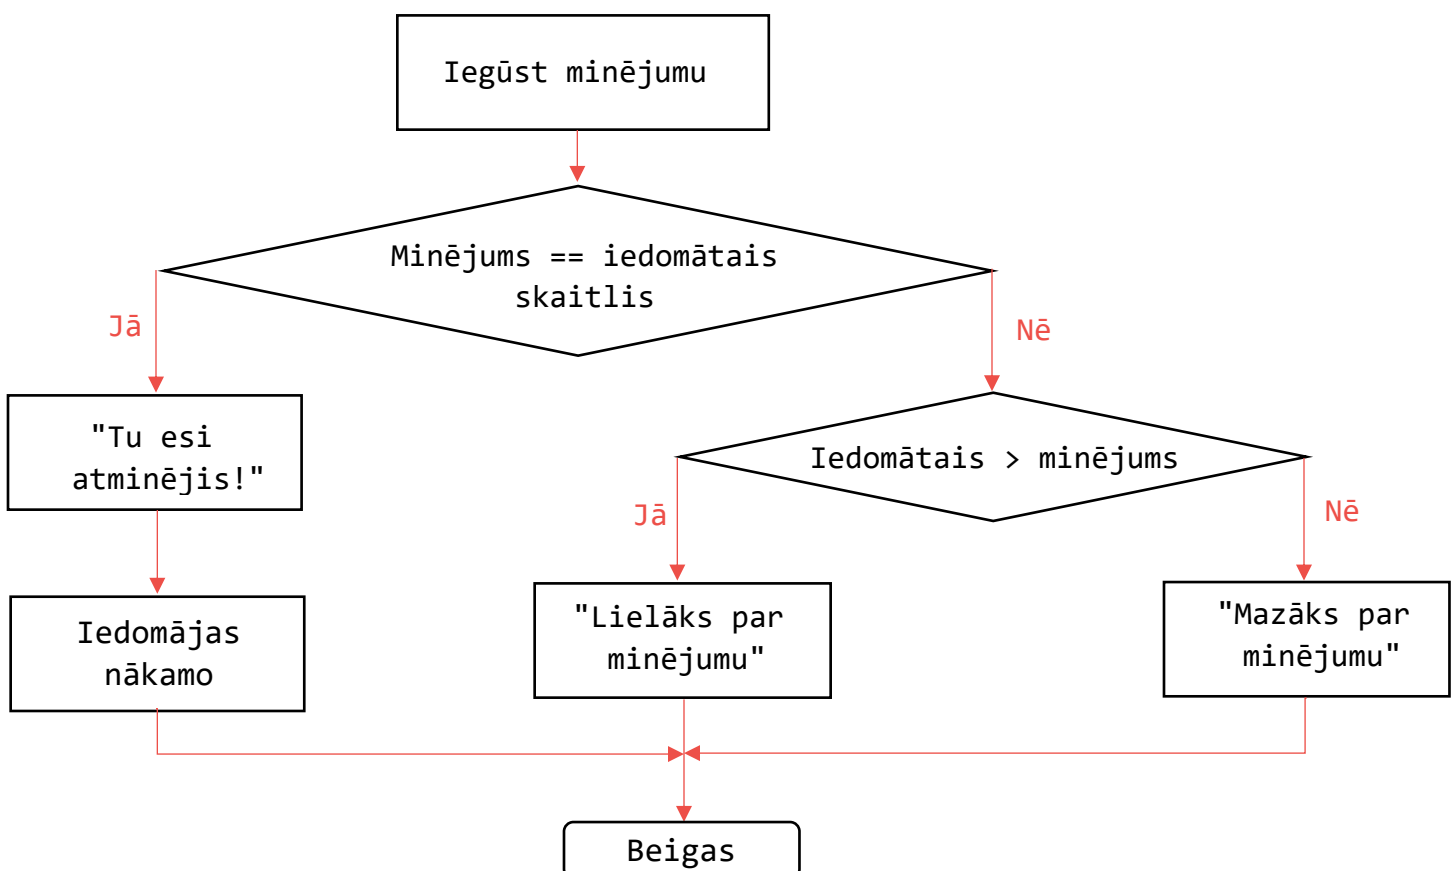 Iegūst minējumu
Minējums == iedomātais
skaitlis
Jā
Nē
"Tu esi
atminējis!"
Iedomātais > minējums
Jā
Nē
Iedomājas
nākamo
"Lielāks par
minējumu"
"Mazāks par
minējumu"
Beigas